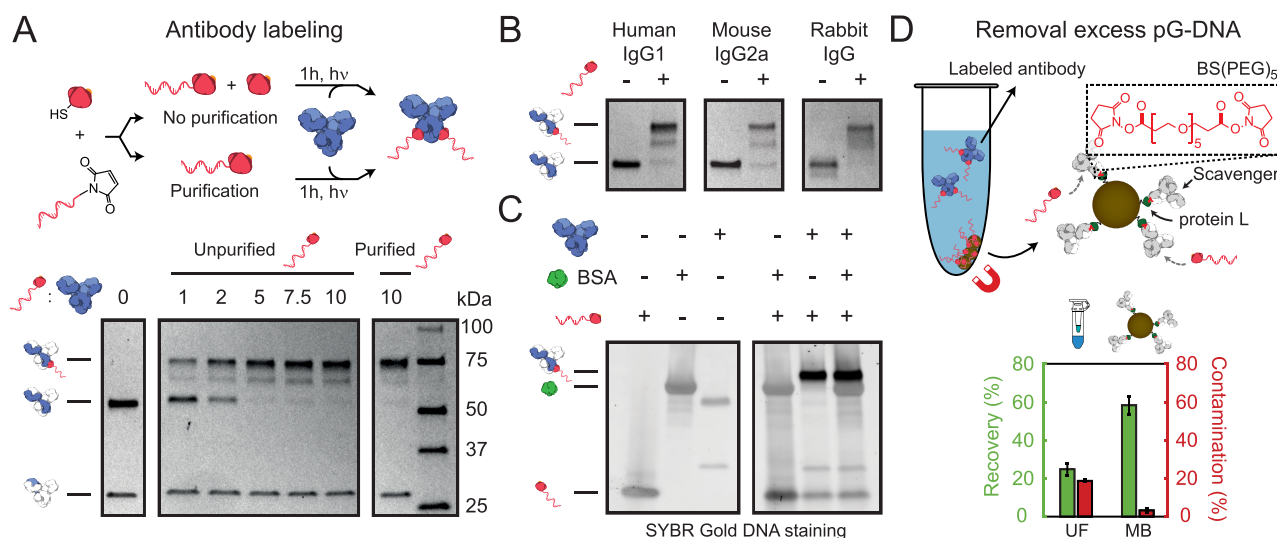 A
Antibody labeling
HS
+
O
N
O
No purification
Purification
+
1h, hν
1h, hν
Unpurified
Purified
:
0
1 2 5 7.5 10
10
kDa
100
75
50
37
25
B
Human IgG1
Mouse IgG2a
Rabbit IgG
- + - + - +
C
- - + - + +
BSA
- + - + - +
+ - - + + +
SYBR Gold DNA staining
D
Removal excess pG-DNA
Labeled antibody
BS(PEG)5
O
N
O
O
O
O
5
O
O
O
N
O
Scavenger
protein L
Recovery (%)
80
60
40
20
0
UF MB
80
60
40
20
0
Contamination (%)